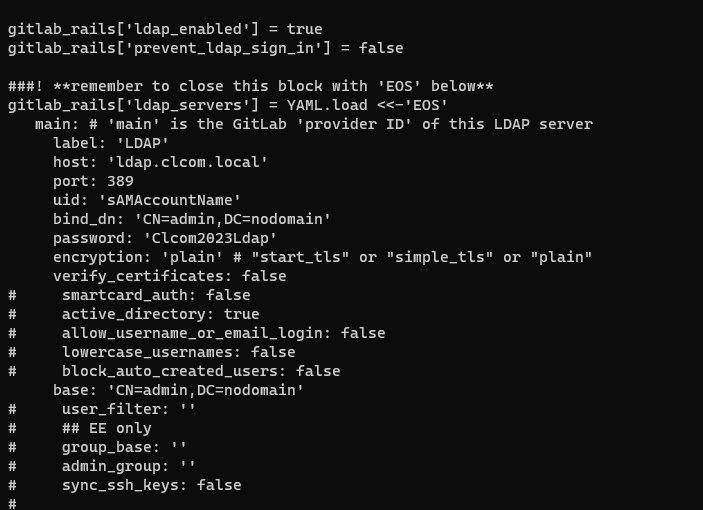 gitlab_rails['ldap_enabled'] = true
gitlab_rails['prevent_ldap_sign_in'] = false

###! **remember to close this block with 'EOS' below**
gitlab_rails['ldap_servers'] = YAML.load <<-'EOS'
   main: # 'main' is the GitLab 'provider ID' of this LDAP server
     label: 'LDAP'
     host: 'ldap.clcom.local'
     port: 389
     uid: 'sAMAccountName'
     bind_dn: 'CN=admin,DC=nodomain'
     password: 'Clcom2023Ldap'
     encryption: 'plain' # "start_tls" or "simple_tls" or "plain"
     verify_certificates: false
#     smartcard_auth: false
#     active_directory: true
#     allow_username_or_email_login: false
#     lowercase_usernames: false
#     block_auto_created_users: false
     base: 'CN=admin,DC=nodomain'
#     user_filter: ''
#     ## EE only
#     group_base: ''
#     admin_group: ''
#     sync_ssh_keys: false
#